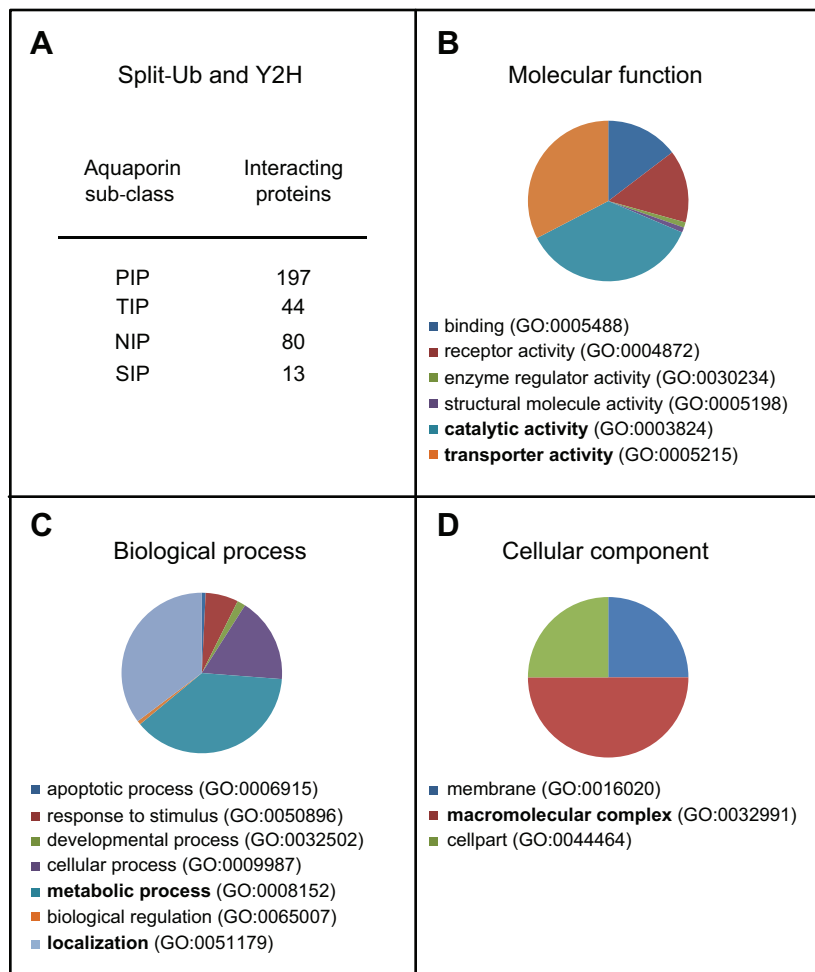 A
Split-Ub and Y2H
Aquaporin sub-class
Interacting proteins
PIP 197
TIP 44
NIP 80
SIP 13
B
Molecular function
binding (GO:0005488)
receptor activity (GO:0004872)
enzyme regulator activity (GO:0030234)
structural molecule activity (GO:0005198)
catalytic activity (GO:0003824)
transporter activity (GO:0005215)
C
Biological process
apoptotic process (GO:0006915)
response to stimulus (GO:0050896)
developmental process (GO:0032502)
cellular process (GO:0009987)
metabolic process (GO:0008152)
biological regulation (GO:0065007)
localization (GO:0051179)
D
Cellular component
membrane (GO:0016020)
macromolecular complex (GO:0032991)
cellpart (GO:0044464)